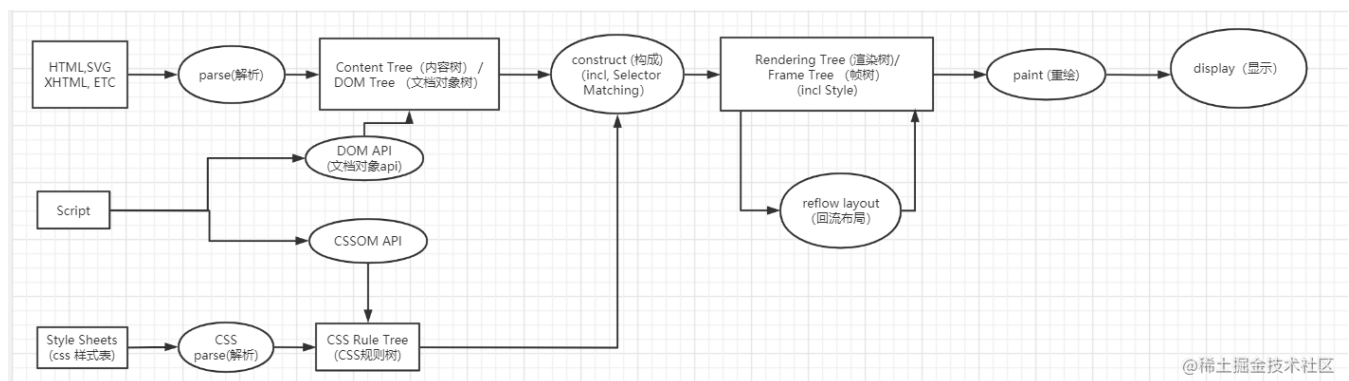 HTML,SVG
XHTML, ETC
parse(解析)
Content Tree（内容树）/
DOM Tree （文档对象树）
construct (构成)
(incl, Selector
Matching)
Rendering Tree (渲染树)/
Frame Tree （帧树）
(incl Style)
paint (重绘)
display（显示）
DOM API
(文档对象api)
Script
reflow layout
（回流布局）
CSSOM API
Style Sheets
(css 样式表)
CSS
parse(解析)
CSS Rule Tree
(CSS规则树)
@稀土掘金技术社区